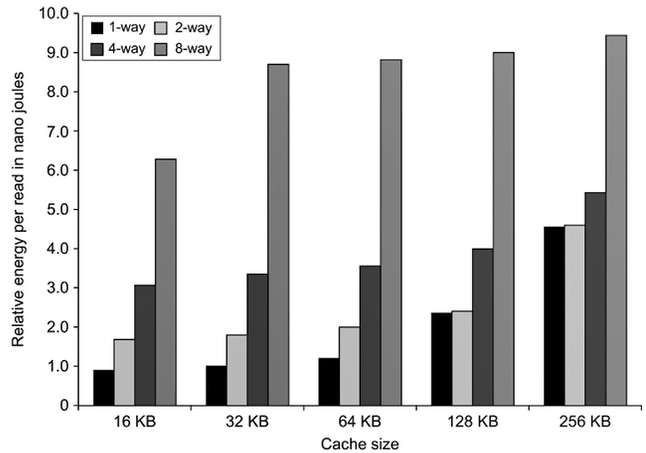 10.0
9.0
8.0
7.0
6.0
5.0
4.0
3.0
2.0
1.0
0
Relative energy per read in nano joules
1-way 2-way
4-way 8-way
16 KB 32 KB 64 KB 128 KB 256 KB
Cache size